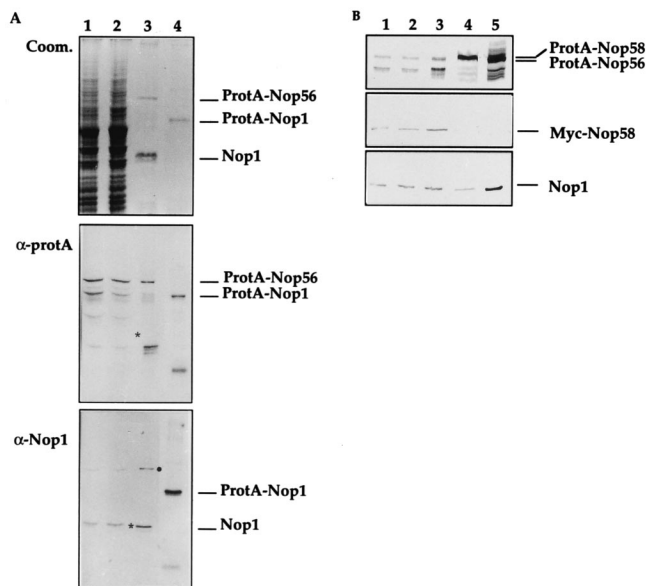 A
1 2 3 4
Coom.
ProtA-Nop56
ProtA-Nop1
Nop1
α-protA
ProtA-Nop56
ProtA-Nop1
*
α-Nop1
•
ProtA-Nop1
*
Nop1
B
1 2 3 4 5
ProtA-Nop58
ProtA-Nop56
Myc-Nop58
Nop1